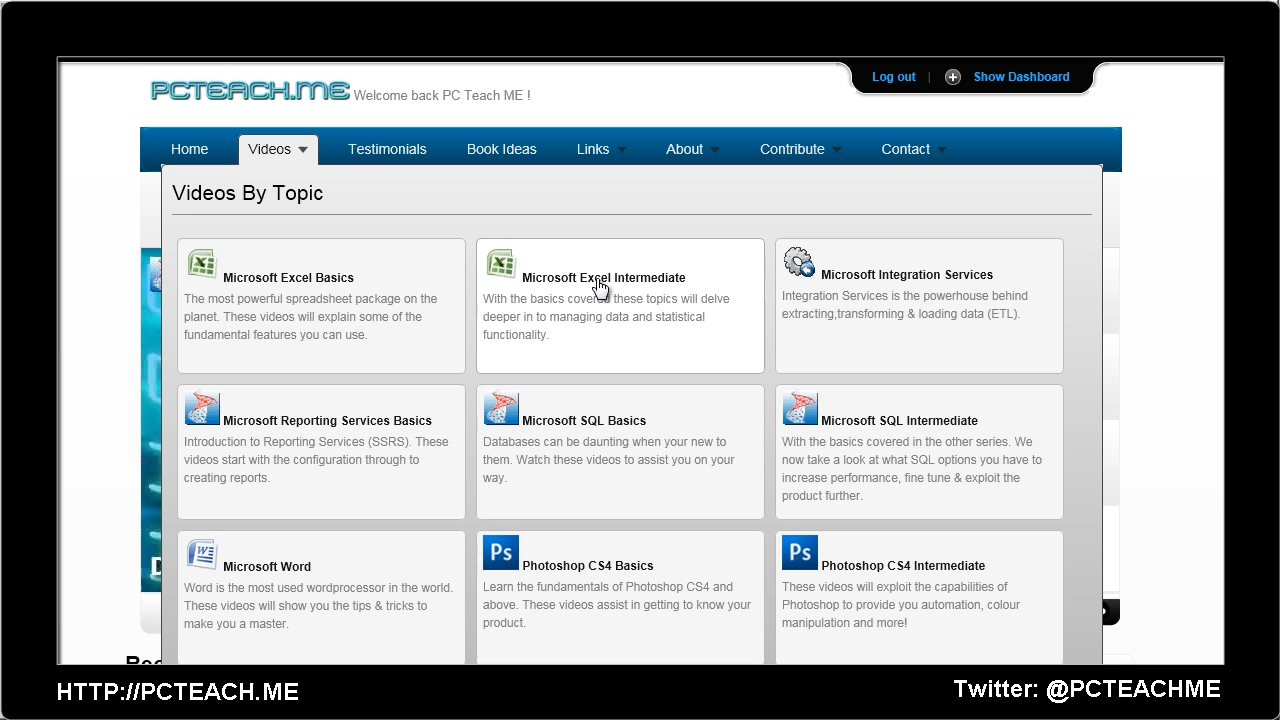 Log out | Show Dashboard
PCTEACH.ME Welcome back PC Teach ME !
Home Videos Testimonials Book Ideas Links About Contribute Contact
Videos By Topic
Microsoft Excel Basics
The most powerful spreadsheet package on the
planet. These videos will explain some of the
fundamental features you can use.
Microsoft Excel Intermediate
With the basics covered these topics will delve
deeper in to managing data and statistical
functionality.
Microsoft Integration Services
Integration Services is the powerhouse behind
extracting,transforming & loading data (ETL).
Microsoft Reporting Services Basics
Introduction to Reporting Services (SSRS). These
videos start with the configuration through to
creating reports.
Microsoft SQL Basics
Databases can be daunting when your new to
them. Watch these videos to assist you on your
way.
Microsoft SQL Intermediate
With the basics covered in the other series. We
now take a look at what SQL options you have to
increase performance, fine tune & exploit the
product further.
Microsoft Word
Word is the most used wordprocessor in the world.
These videos will show you the tips & tricks to
make you a master.
Ps
Photoshop CS4 Basics
Learn the fundamentals of Photoshop CS4 and
above. These videos assist in getting to know your
product.
Ps
Photoshop CS4 Intermediate
These videos will exploit the capabilities of
Photoshop to provide you automation, colour
manipulation and more!
HTTP://PCTEACH.ME
Twitter: @PCTEACHME